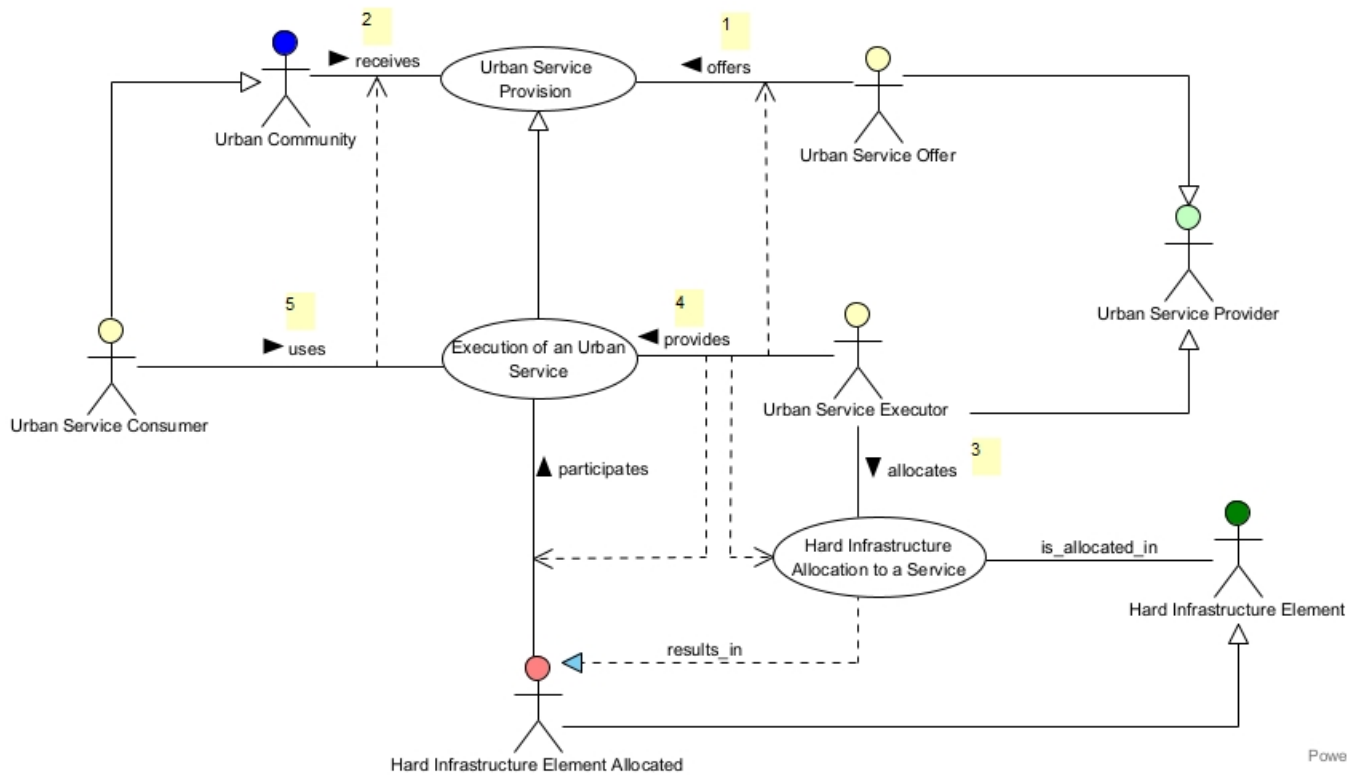 2
1
receives
Urban Service
Provision
offers
Urban Community
Urban Service Offer
5
4
Urban Service Provider
uses
Execution of an Urban
Service
provides
Urban Service Consumer
Urban Service Executor
3
participates
allocates
Hard Infrastructure
Allocation to a Service
is_allocated_in
Hard Infrastructure Element
results_in
Hard Infrastructure Element Allocated
Powe